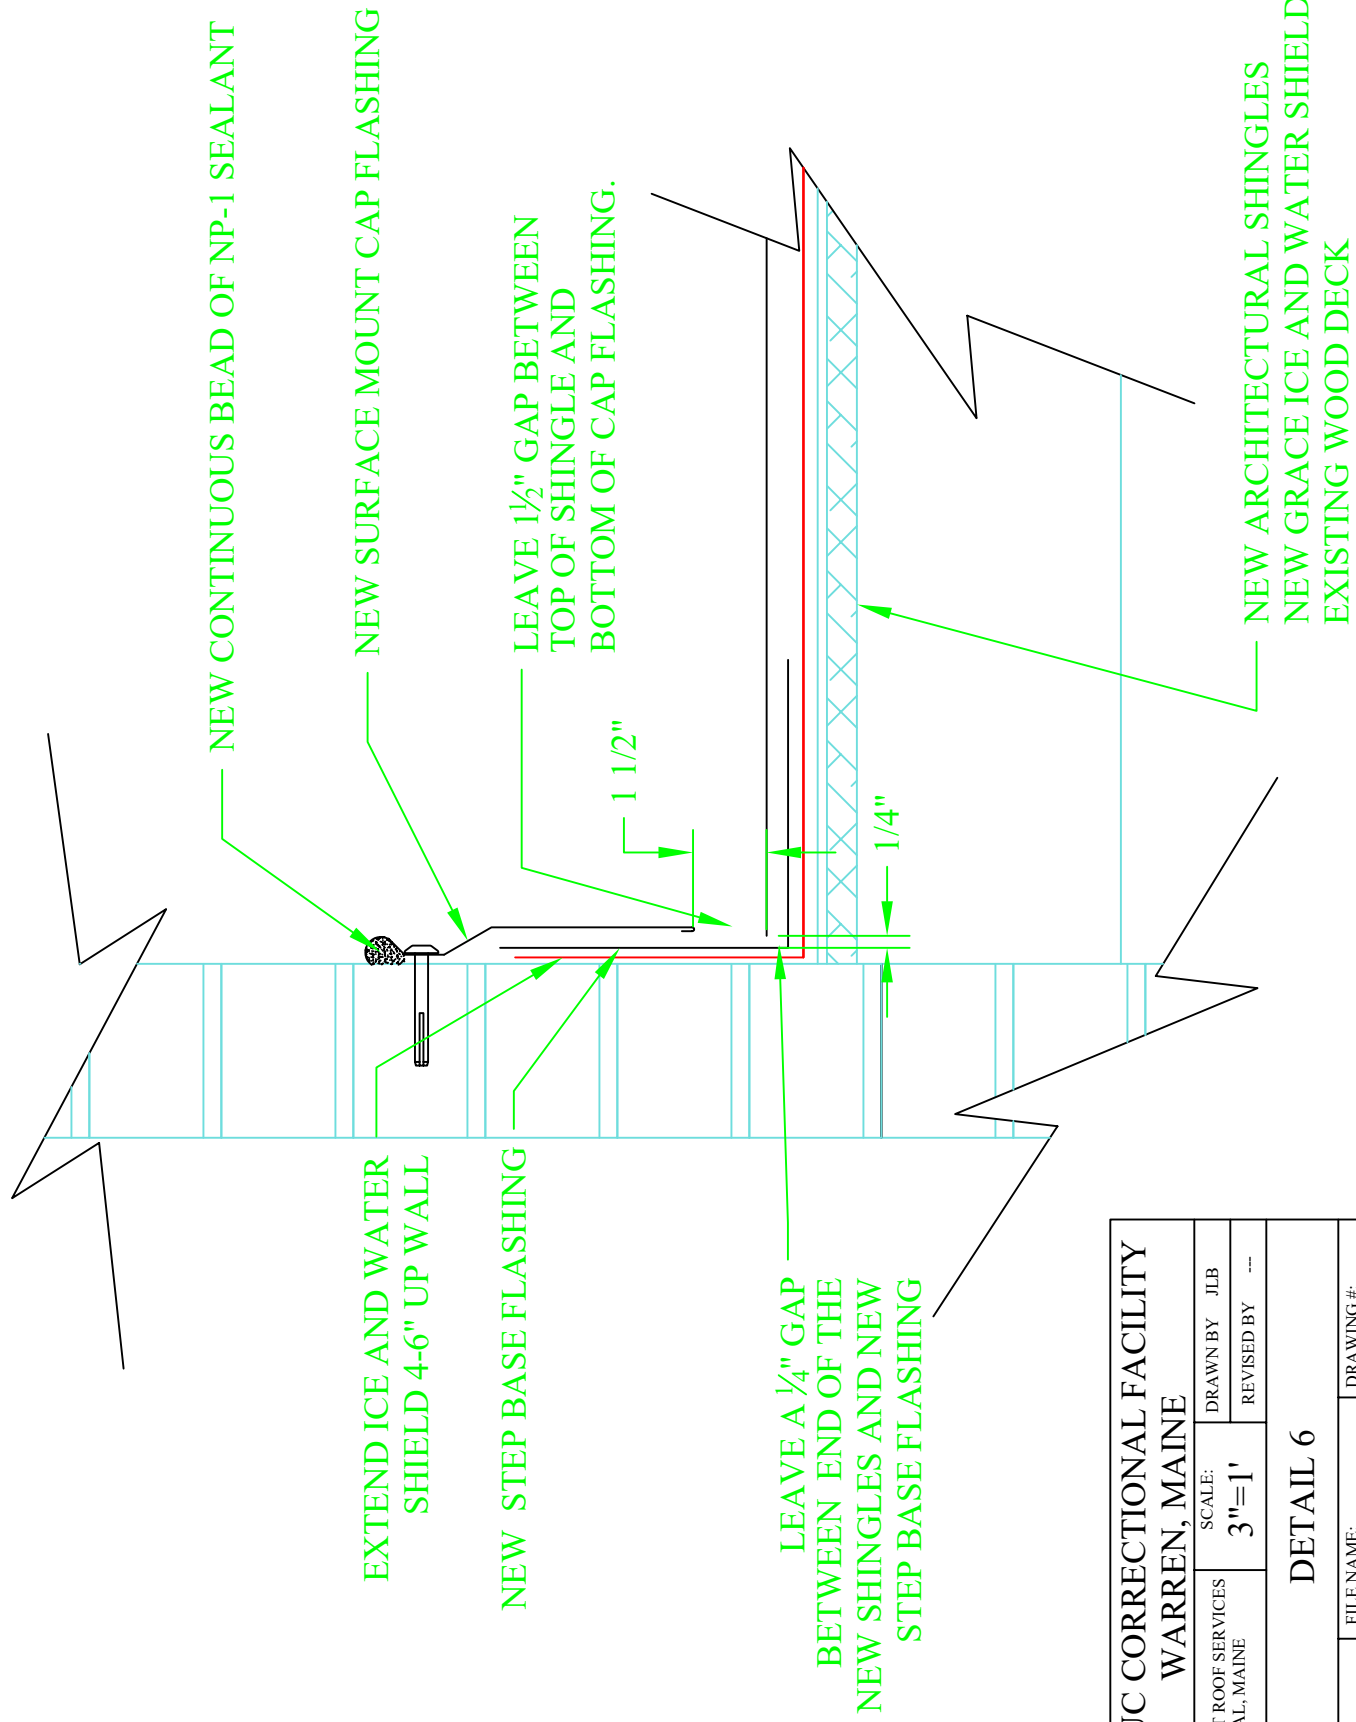 NEW CONTINUOUS BEAD OF NP-1 SEALANT
NEW SURFACE MOUNT CAP FLASHING
LEAVE 1½" GAP BETWEEN
TOP OF SHINGLE AND
BOTTOM OF CAP FLASHING.
1 1/2"
1/4"
NEW ARCHITECTURAL SHINGLES
NEW GRACE ICE AND WATER SHIELD
EXISTING WOOD DECK
EXTEND ICE AND WATER
SHIELD 4-6" UP WALL
NEW STEP BASE FLASHING
LEAVE A ¼" GAP
BETWEEN END OF THE
NEW SHINGLES AND NEW
STEP BASE FLASHING
CORRECTIONAL FACILITY
WARREN, MAINE
ROOF SERVICES
MAINE
SCALE:
3"=1'
DRAWN BY JLB
REVISED BY ---
DETAIL 6
FILE NAME:
DRAWING #: